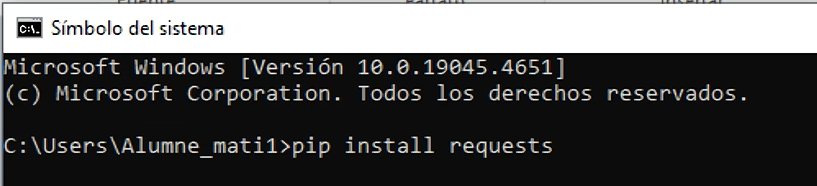 Símbolo del sistema
Microsoft Windows [Versión 10.0.19045.4651]
(c) Microsoft Corporation. Todos los derechos reservados.
C:\Users\Alumne_mati1>pip install requests